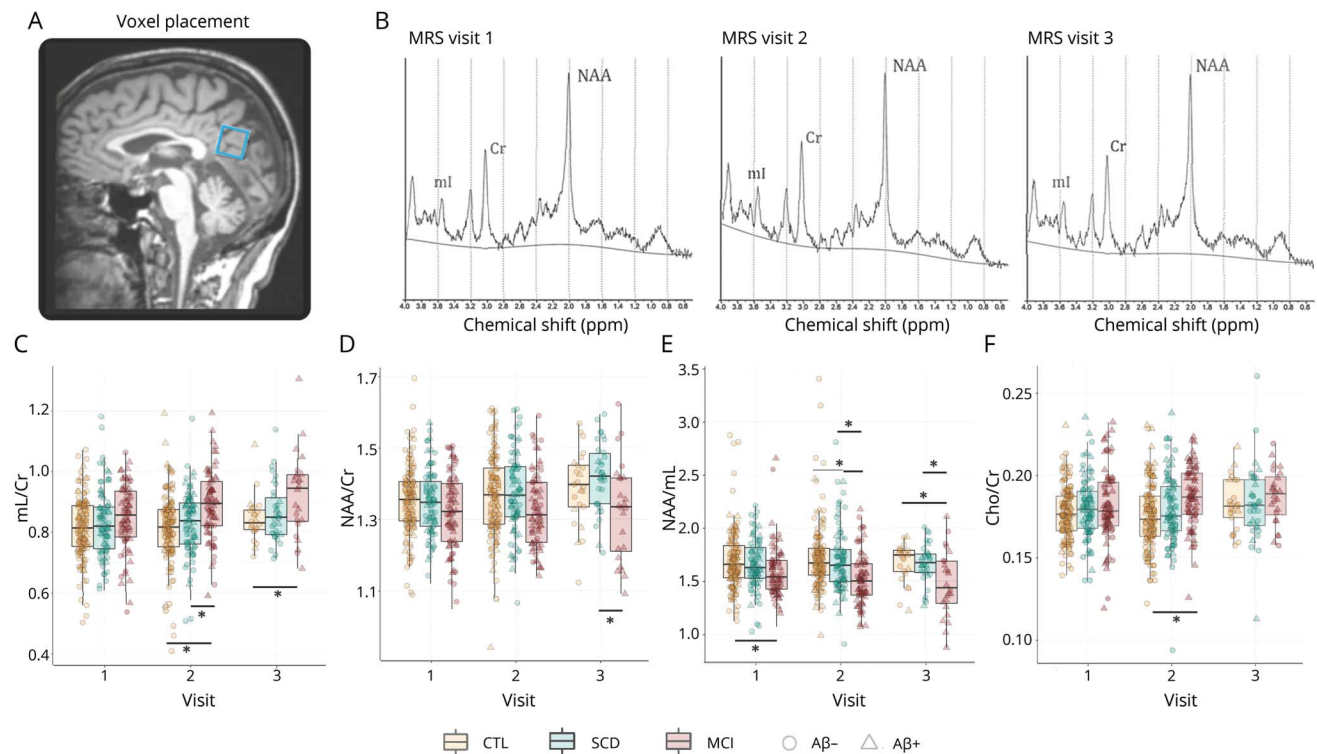 A
Voxel placement
B
MRS visit 1
NAA
Cr
mI
4.0 3.8 3.6 3.4 3.2 3.0 2.8 2.6 2.4 2.2 2.0 1.8 1.6 1.4 1.2 1.0 0.8 0.6
Chemical shift (ppm)
MRS visit 2
NAA
Cr
mI
4.0 3.8 3.6 3.4 3.2 3.0 2.8 2.6 2.4 2.2 2.0 1.8 1.6 1.4 1.2 1.0 0.8 0.6
Chemical shift (ppm)
MRS visit 3
NAA
Cr
mI
4.0 3.8 3.6 3.4 3.2 3.0 2.8 2.6 2.4 2.2 2.0 1.8 1.6 1.4 1.2 1.0 0.8 0.6
Chemical shift (ppm)
C
mL/Cr
1.2
1.0
0.8
0.6
0.4
*
*
*
1 2 3
Visit
D
NAA/Cr
1.7
1.5
1.3
1.1
*
1 2 3
Visit
E
NAA/mL
3.5
3.0
2.5
2.0
1.5
1.0
*
*
*
*
*
1 2 3
Visit
F
Cho/Cr
0.25
0.20
0.15
0.10
*
1 2 3
Visit
CTL SCD MCI Aβ– Aβ+